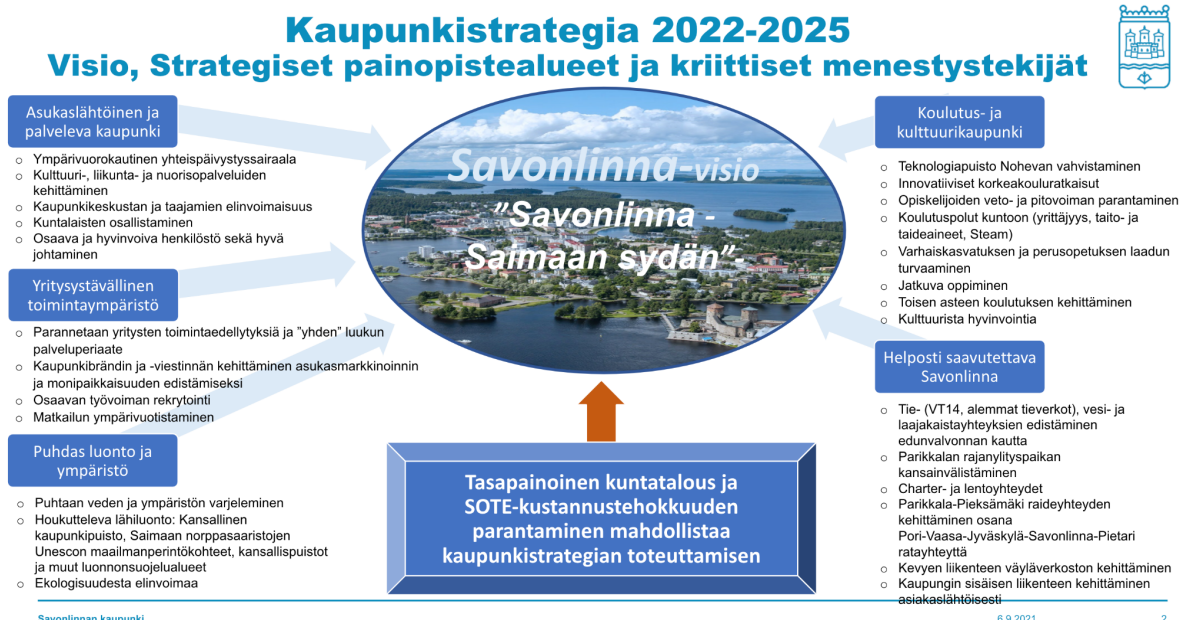 Kaupunkistrategia 2022-2025
Visio, Strategiset painopistealueet ja kriittiset menestystekijät
Asukaslähtöinen ja
palveleva kaupunki
Ympärivuorokautinen yhteispäivystyssairaala
Kulttuuri-, liikunta- ja nuorisopalveluiden
kehittäminen
Kaupunkikeskustan ja taajamien elinvoimaisuus
Kuntalaisten osallistaminen
Osaava ja hyvinvoiva henkilöstö sekä hyvä
johtaminen
Yritysystävällinen
toimintaympäristö
Parannetaan yritysten toimintaedellytyksiä ja ”yhden” luukun
palveluperiaate
Kaupunkibrändin ja -viestinnän kehittäminen asukasmarkkinoinnin
ja monipaikkaisuuden edistämiseksi
Osaavan työvoiman rekrytointi
Matkailun ympärivuotistaminen
Puhdas luonto ja
ympäristö
Puhtaan veden ja ympäristön varjeleminen
Houkutteleva lähiluonto: Kansallinen
kaupunkipuisto, Saimaan norppasaaristojen
Unescon maailmanperintökohteet, kansallispuistot
ja muut luonnonsuojelualueet
Ekologisuudesta elinvoimaa
Savonlinna-visio
”Savonlinna -
Saimaan sydän”-
Tasapainoinen kuntatalous ja
SOTE-kustannustehokkuuden
parantaminen mahdollistaa
kaupunkistrategian toteuttamisen
Koulutus- ja
kulttuurikaupunki
Teknologiapuisto Nohevan vahvistaminen
Innovatiiviset korkeakouluratkaisut
Opiskelijoiden veto- ja pitovoiman parantaminen
Koulutuspolut kuntoon (yrittäjyys, taito- ja
taideaineet, Steam)
Varhaiskasvatuksen ja perusopetuksen laadun
turvaaminen
Jatkuva oppiminen
Toisen asteen koulutuksen kehittäminen
Kulttuurista hyvinvointia
Helposti saavutettava
Savonlinna
Tie- (VT14, alemmat tieverkot), vesi- ja
laajakaistayhteyksien edistäminen
edunvalvonnan kautta
Parikkalan rajanylityspaikan
kansainvälistäminen
Charter- ja lentoyhteydet
Parikkala-Pieksämäki raideyhteyden
kehittäminen osana
Pori-Vaasa-Jyväskylä-Savonlinna-Pietari
ratayhteyttä
Kevyen liikenteen väyläverkoston kehittäminen
Kaupungin sisäisen liikenteen kehittäminen
asiakaslähtöisesti
Savonlinnan kaupunki
6.9.2021
2